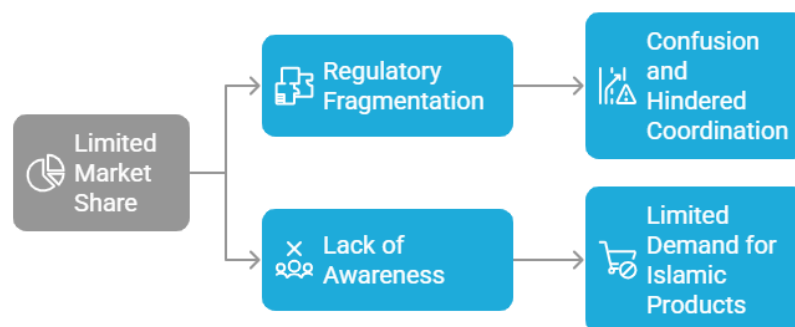 Limited
Market
Share
Regulatory
Fragmentation
Confusion
and
Hindered
Coordination
Lack of
Awareness
Limited
Demand for
Islamic
Products